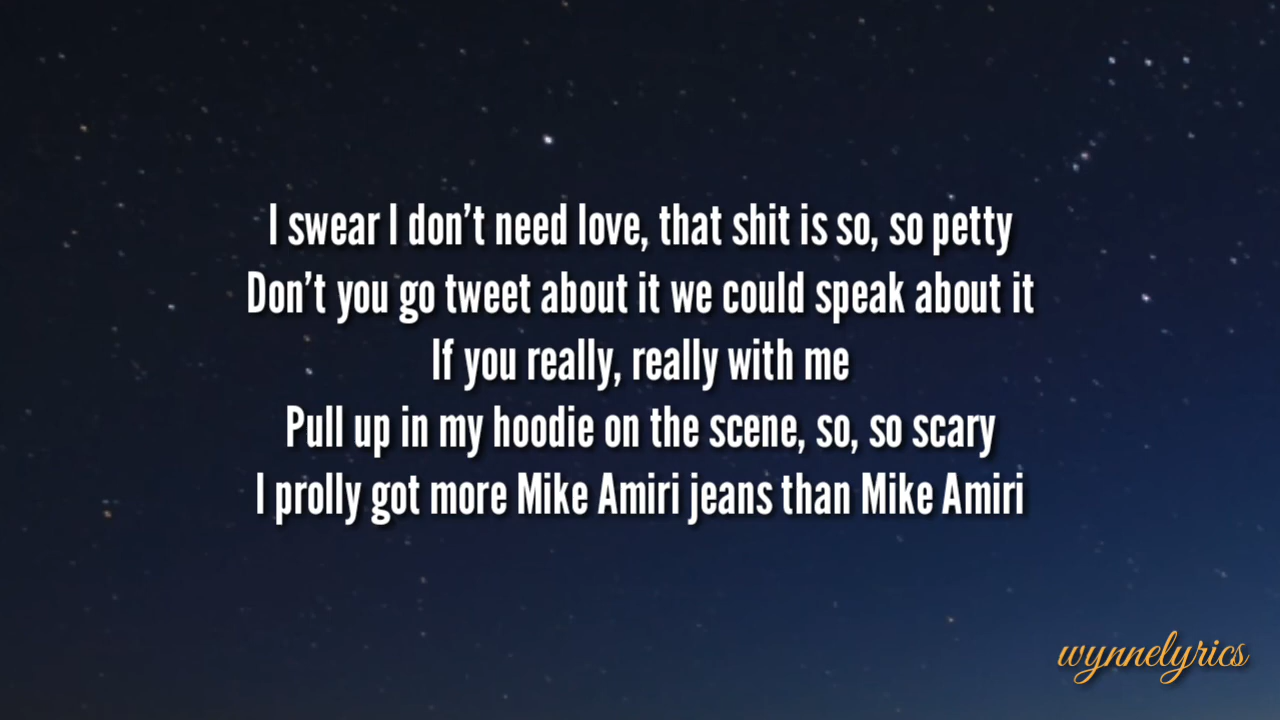 I swear I don’t need love, that shit is so, so petty
Don’t you go tweet about it we could speak about it
If you really, really with me
Pull up in my hoodie on the scene, so, so scary
I prolly got more Mike Amiri jeans than Mike Amiri
wynnelyrics